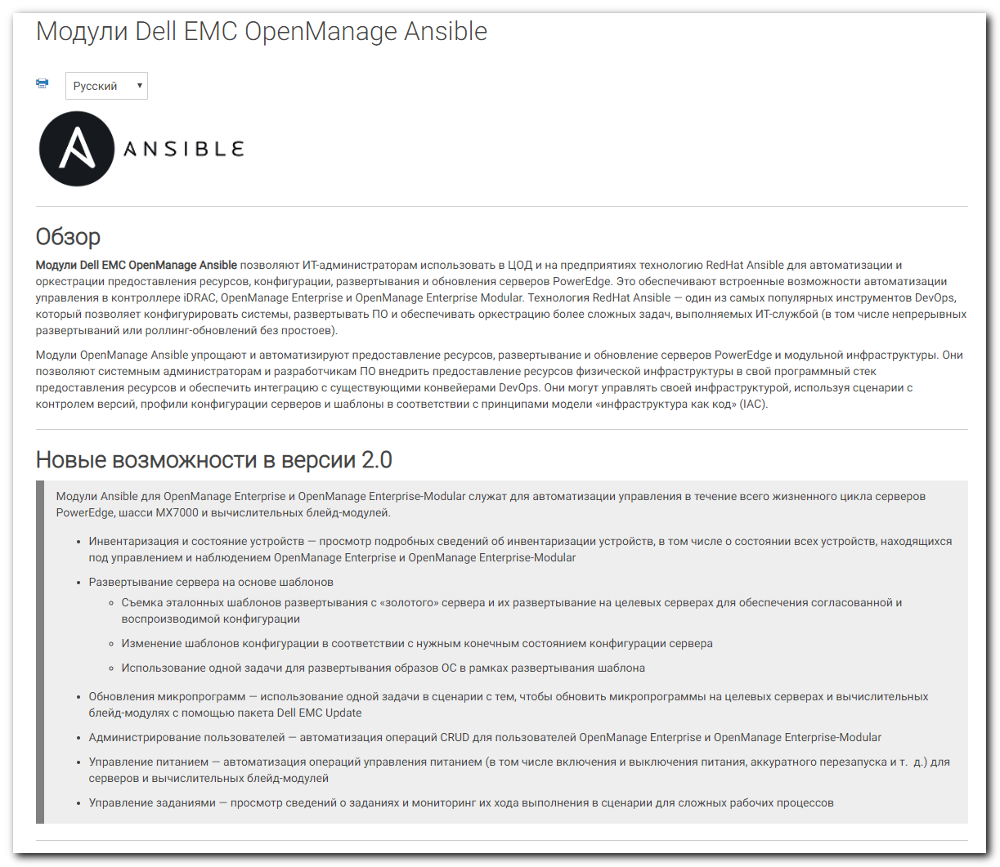 Модули Dell EMC OpenManage Ansible
Русский
ANSIBLE
Обзор
Модули Dell EMC OpenManage Ansible позволяют ИТ-администраторам использовать в ЦОД и на предприятиях технологию RedHat Ansible для автоматизации и
оркестрации предоставления ресурсов, конфигурации, развертывания и обновления серверов PowerEdge. Это обеспечивают встроенные возможности автоматизации
управления в контроллере iDRAC, OpenManage Enterprise и OpenManage Enterprise Modular. Технология RedHat Ansible — один из самых популярных инструментов DevOps,
который позволяет конфигурировать системы, развертывать ПО и обеспечивать оркестрацию более сложных задач, выполняемых ИТ-службой (в том числе непрерывных
развертываний или роллинг-обновлений без простоев).
Модули OpenManage Ansible упрощают и автоматизируют предоставление ресурсов, развертывание и обновление серверов PowerEdge и модульной инфраструктуры. Они
позволяют системным администраторам и разработчикам ПО внедрить предоставление ресурсов физической инфраструктуры в свой программный стек
предоставления ресурсов и обеспечить интеграцию с существующими конвейерами DevOps. Они могут управлять своей инфраструктурой, используя сценарии с
контролем версий, профили конфигурации серверов и шаблоны в соответствии с принципами модели «инфраструктура как код» (IAC).
Новые возможности в версии 2.0
Модули Ansible для OpenManage Enterprise и OpenManage Enterprise-Modular служат для автоматизации управления в течение всего жизненного цикла серверов
PowerEdge, шасси MX7000 и вычислительных блейд-модулей.
• Инвентаризация и состояние устройств — просмотр подробных сведений об инвентаризации устройств, в том числе о состоянии всех устройств, находящихся
под управлением и наблюдением OpenManage Enterprise и OpenManage Enterprise-Modular
• Развертывание сервера на основе шаблонов
◦ Съемка эталонных шаблонов развертывания с «золотого» сервера и их развертывание на целевых серверах для обеспечения согласованной и
воспроизводимой конфигурации
◦ Изменение шаблонов конфигурации в соответствии с нужным конечным состоянием конфигурации сервера
◦ Использование одной задачи для развертывания образов ОС в рамках развертывания шаблона
• Обновления микропрограмм — использование одной задачи в сценарии с тем, чтобы обновить микропрограммы на целевых серверах и вычислительных
блейд-модулях с помощью пакета Dell EMC Update
• Администрирование пользователей — автоматизация операций CRUD для пользователей OpenManage Enterprise и OpenManage Enterprise-Modular
• Управление питанием — автоматизация операций управления питанием (в том числе включения и выключения питания, аккуратного перезапуска и т. д.) для
серверов и вычислительных блейд-модулей
• Управление заданиями — просмотр сведений о заданиях и мониторинг их хода выполнения в сценарии для сложных рабочих процессов